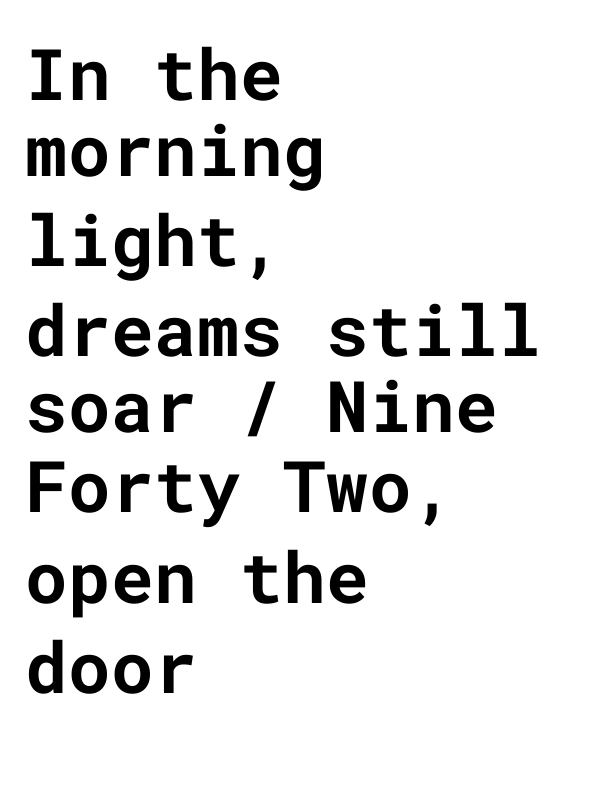 In the
morning
light,
dreams still
soar / Nine
Forty Two,
open the
door